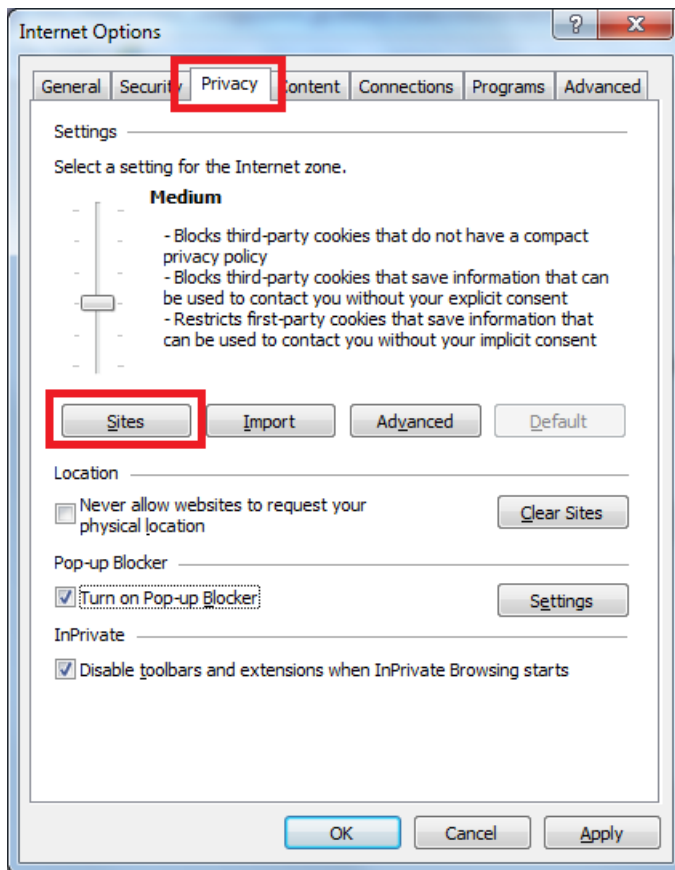 Internet Options
General Security Privacy Content Connections Programs Advanced
Settings
Select a setting for the Internet zone.
Medium
- Blocks third-party cookies that do not have a compact
privacy policy
- Blocks third-party cookies that save information that can
be used to contact you without your explicit consent
- Restricts first-party cookies that save information that
can be used to contact you without your implicit consent
Sites Import Advanced Default
Location
Never allow websites to request your
physical location
Clear Sites
Pop-up Blocker
Turn on Pop-up Blocker
Settings
InPrivate
Disable toolbars and extensions when InPrivate Browsing starts
OK Cancel Apply